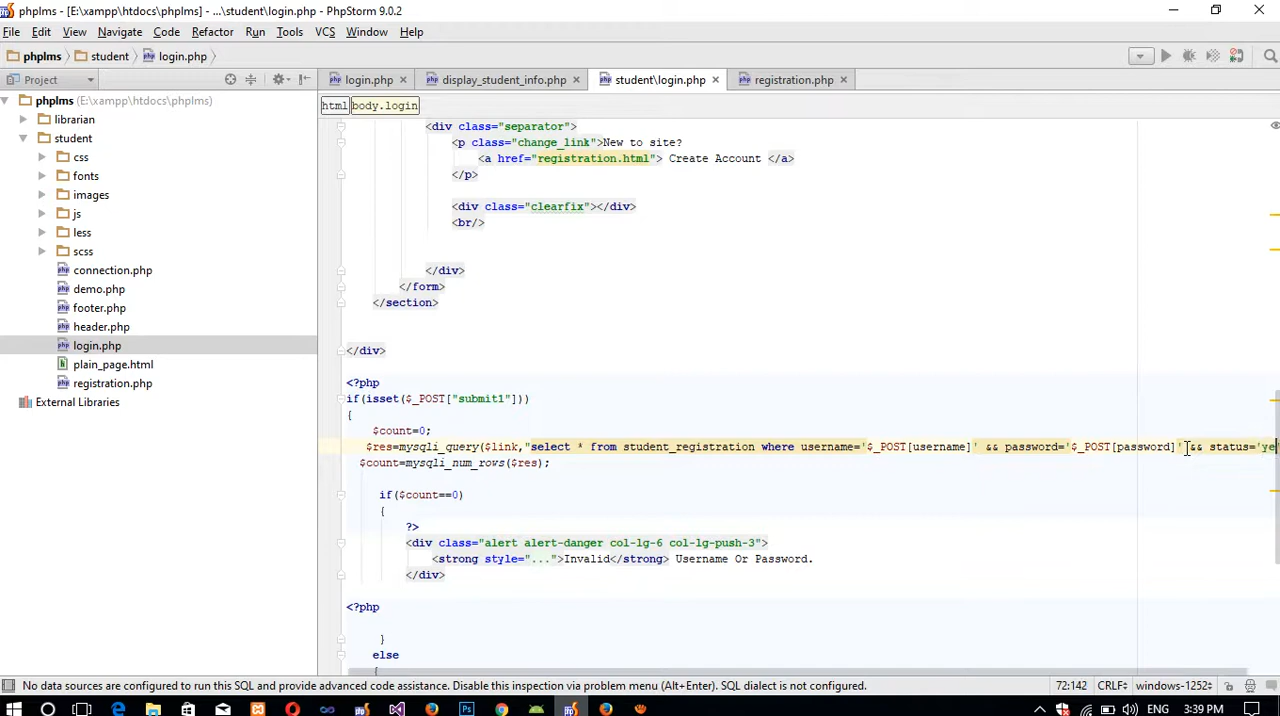 phplms - [E:\xampp\htdocs\phplms] - ...\student\login.php - PhpStorm 9.0.2
File Edit View Navigate Code Refactor Run Tools VCS Window Help
phplms student login.php
Project login.php display_student_info.php student\login.php registration.php
phplms (E:\xampp\htdocs\phplms)
librarian
student
css
fonts
images
js
less
scss
connection.php
demo.php
footer.php
header.php
login.php
plain_page.html
registration.php
External Libraries
html body.login
<div class="separator">
<p class="change_link">New to site?
<a href="registration.html"> Create Account </a>
</p>
<div class="clearfix"></div>
<br/>
</div>
</form>
</section>
</div>
<?php
if(isset($_POST["submit1"]))
{
$count=0;
$res=mysqli_query($link,"select * from student_registration where username='$_POST[username]' && password='$_POST[password]' && status='ye
$count=mysqli_num_rows($res);
if($count==0)
{
?>
<div class="alert alert-danger col-lg-6 col-lg-push-3">
<strong style="...">Invalid</strong> Username Or Password.
</div>
<?php
}
else
{
No data sources are configured to run this SQL and provide advanced code assistance. Disable this inspection via problem menu (Alt+Enter). SQL dialect is not configured. 72:142 CRLF windows-1252
ENG 3:39 PM